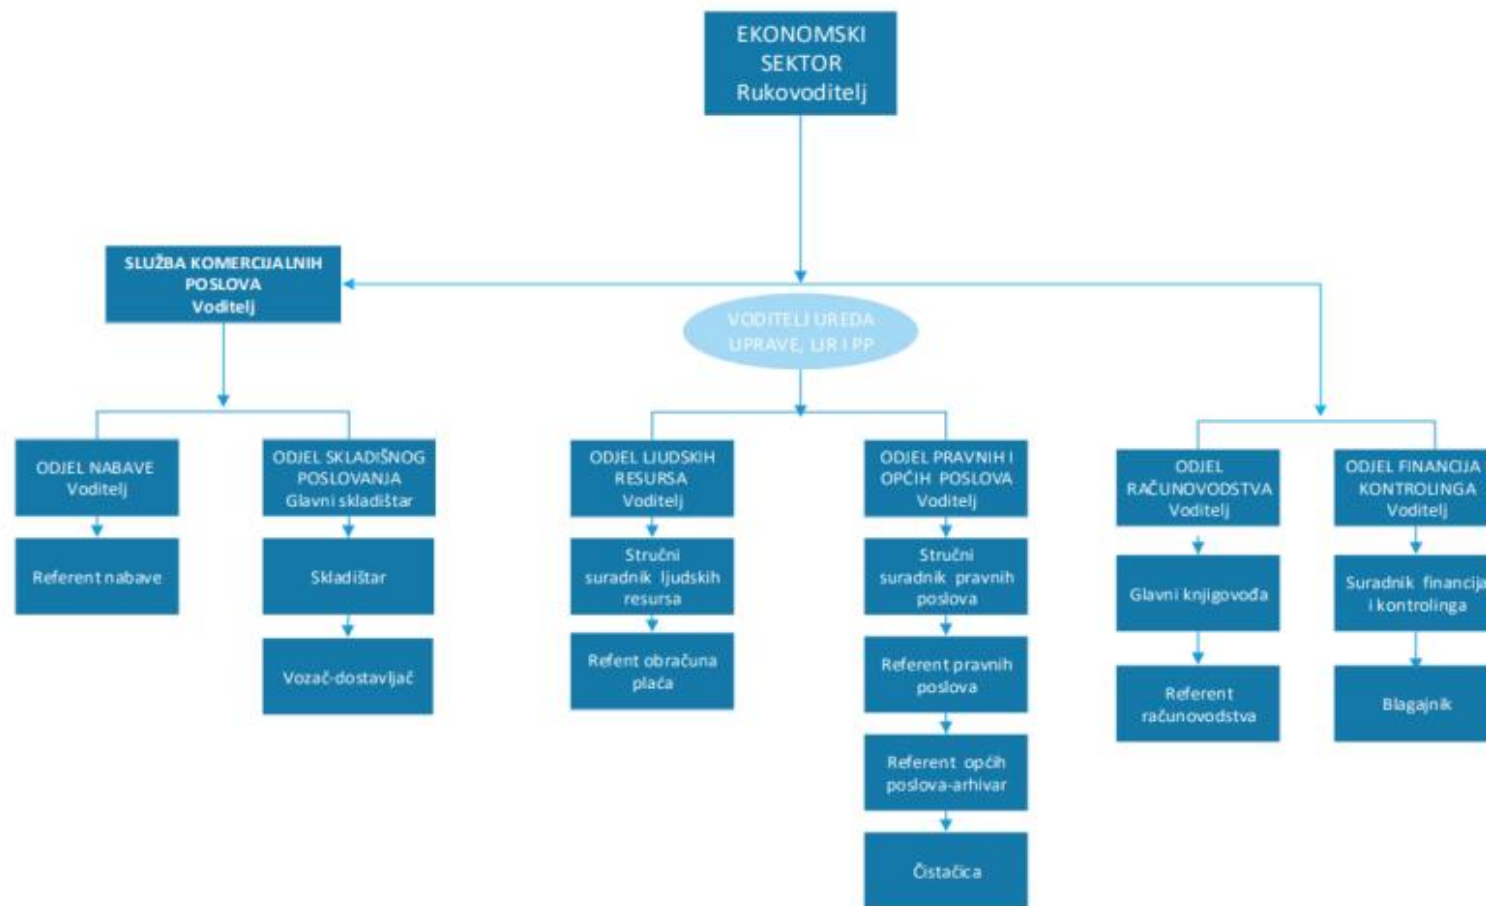 EKONOMSKI
SEKTOR
Rukovoditelj
SLUŽBA KOMERCIJALNIH
POSLOVA
Voditelj
VODITELJ UREDA
UPRAVE, LJR I PP
ODJEL NABAVE
Voditelj
Referent nabave
ODJEL SKLADIŠNOG
POSLOVANJA
Glavni skladištar
Skladištar
Vozač-dostavljač
ODJEL LJUDSKIH
RESURSA
Voditelj
Stručni
suradnik ljudskih
resursa
Refent obračuna
plaća
ODJEL PRAVNIH I
OPĆIH POSLOVA
Voditelj
Stručni
suradnik pravnih
poslova
Referent pravnih
poslova
Referent općih
poslova-arhivar
Čistačica
ODJEL
RAČUNOVODSTVA
Voditelj
Glavni knjigovođa
Referent
računovodstva
ODJEL FINANCIJA I
KONTROLINGA
Voditelj
Suradnik financija
i kontrolinga
Blagajnik